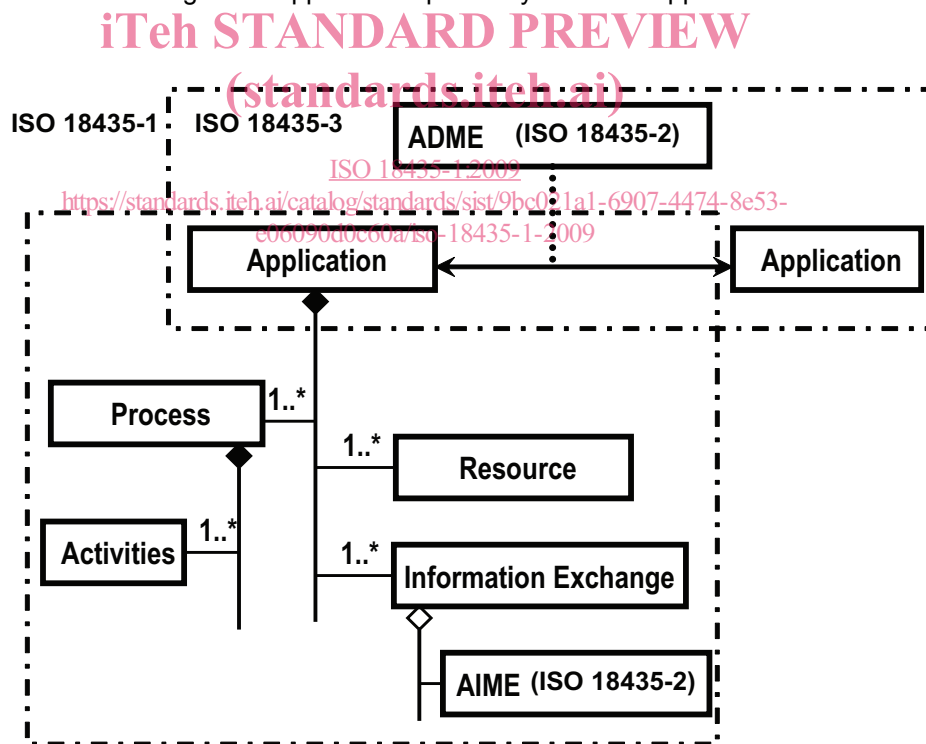 iTeh STANDARD PREVIEW
(standards.iteh.ai)
ISO 18435-1
ISO 18435-3
ADME (ISO 18435-2)
ISO 18435-1:2009
https://standards.iteh.ai/catalog/standards/sist/9bc021a1-6907-4474-8e53-
e06090d0c60a/iso-18435-1-2009
Application
Application
Process
1..*
1..*
Resource
Activities
1..*
1..*
Information Exchange
AIME (ISO 18435-2)